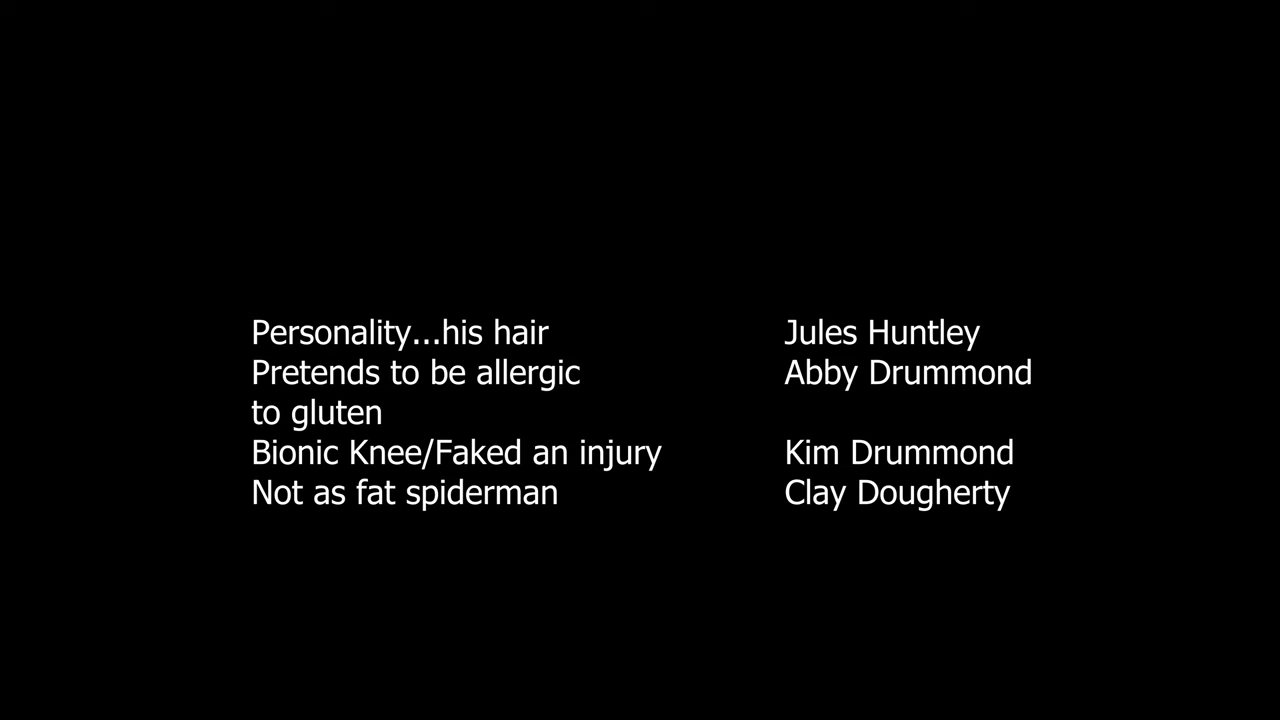 Personality...his hair Jules Huntley
Pretends to be allergic Abby Drummond
to gluten
Bionic Knee/Faked an injury Kim Drummond
Not as fat spiderman Clay Dougherty